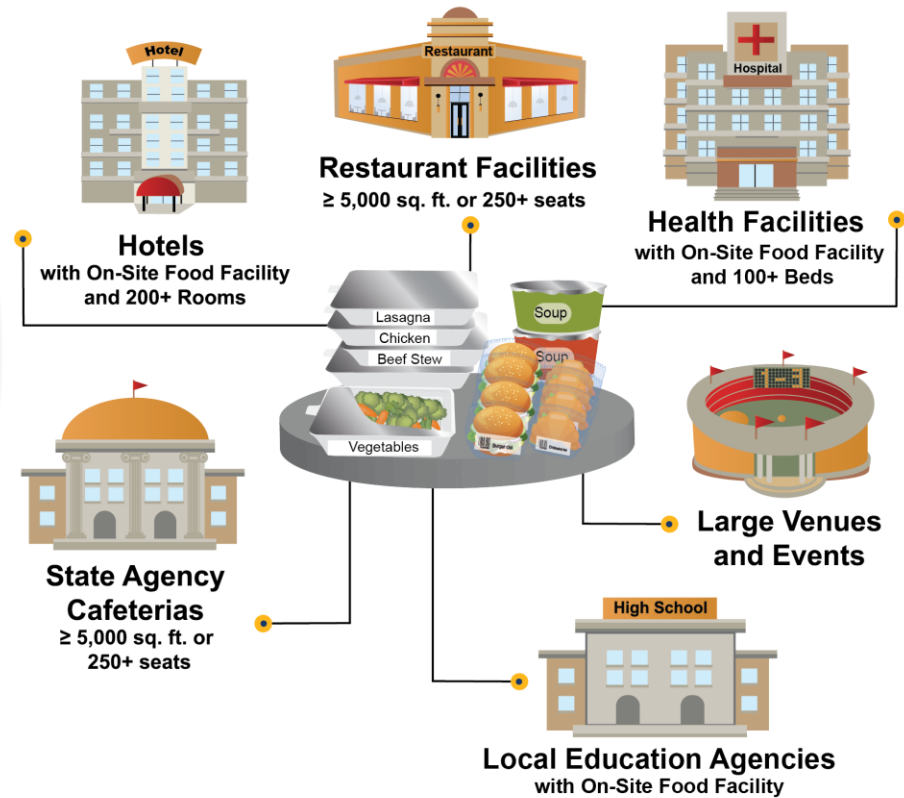 Hotel
Hotels
with On-Site Food Facility
and 200+ Rooms
Restaurant
Restaurant Facilities
≥ 5,000 sq. ft. or 250+ seats
Hospital
Health Facilities
with On-Site Food Facility
and 100+ Beds
Lasagna
Chicken
Beef Stew
Vegetables
Soup
Soup
State Agency
Cafeterias
≥ 5,000 sq. ft. or
250+ seats
Large Venues
and Events
High School
Local Education Agencies
with On-Site Food Facility